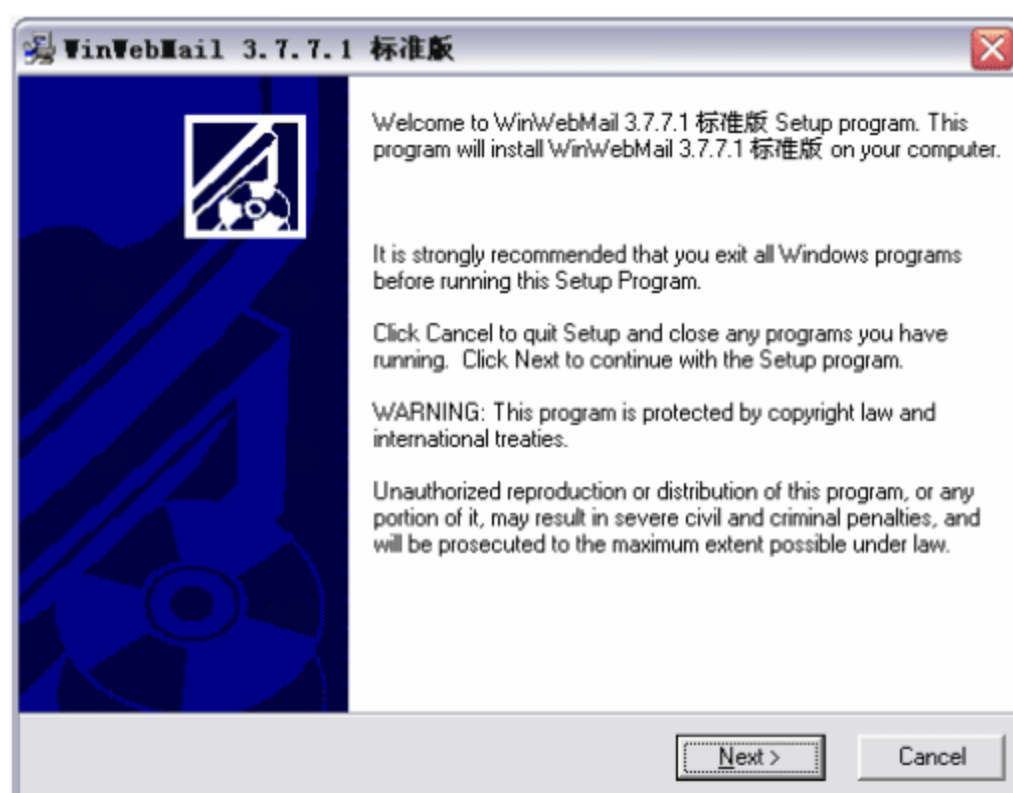 WinWebMail 3.7.7.1 标准版
Welcome to WinWebMail 3.7.7.1 标准版 Setup program. This
program will install WinWebMail 3.7.7.1 标准版 on your computer.
It is strongly recommended that you exit all Windows programs
before running this Setup Program.
Click Cancel to quit Setup and close any programs you have
running.  Click Next to continue with the Setup program.
WARNING: This program is protected by copyright law and
international treaties.
Unauthorized reproduction or distribution of this program, or any
portion of it, may result in severe civil and criminal penalties, and
will be prosecuted to the maximum extent possible under law.
Next >
Cancel